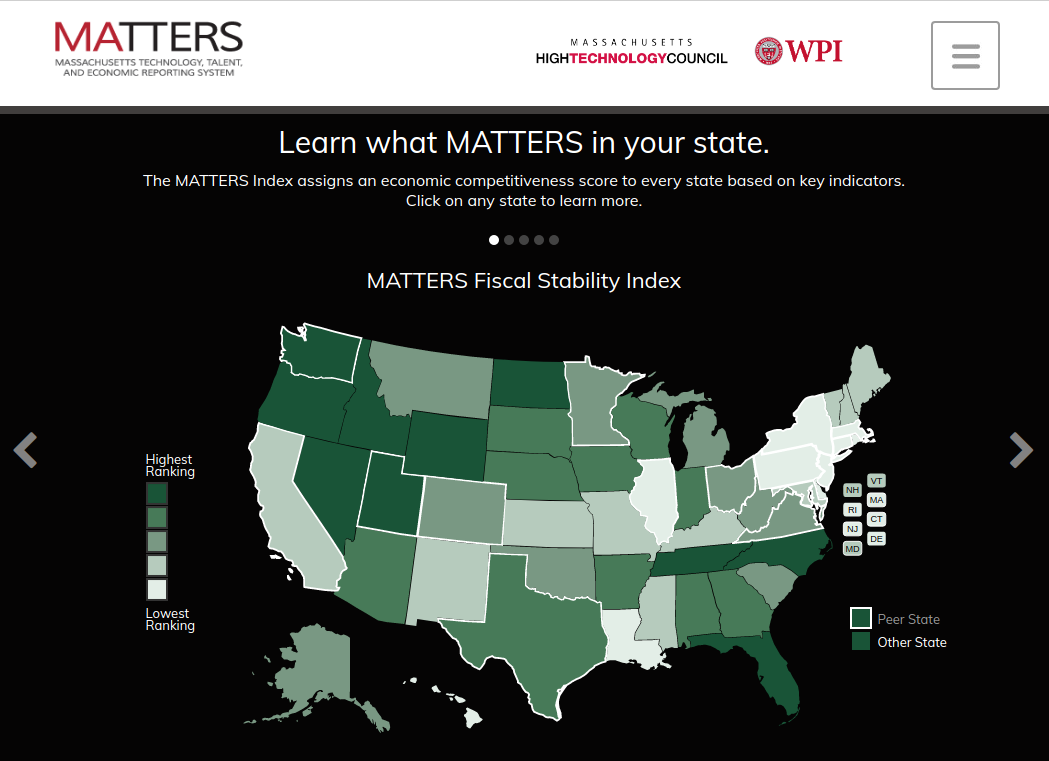 MATTERS
MASSACHUSETTS TECHNOLOGY, TALENT,
AND ECONOMIC REPORTING SYSTEM
MASSACHUSETTS
HIGHTECHNOLOGYCOUNCIL
WPI
Learn what MATTERS in your state.
The MATTERS Index assigns an economic competitiveness score to every state based on key indicators.
Click on any state to learn more.
MATTERS Fiscal Stability Index
Highest
Ranking
Lowest
Ranking
VT
NH
MA
RI
CT
NJ
DE
MD
Peer State
Other State